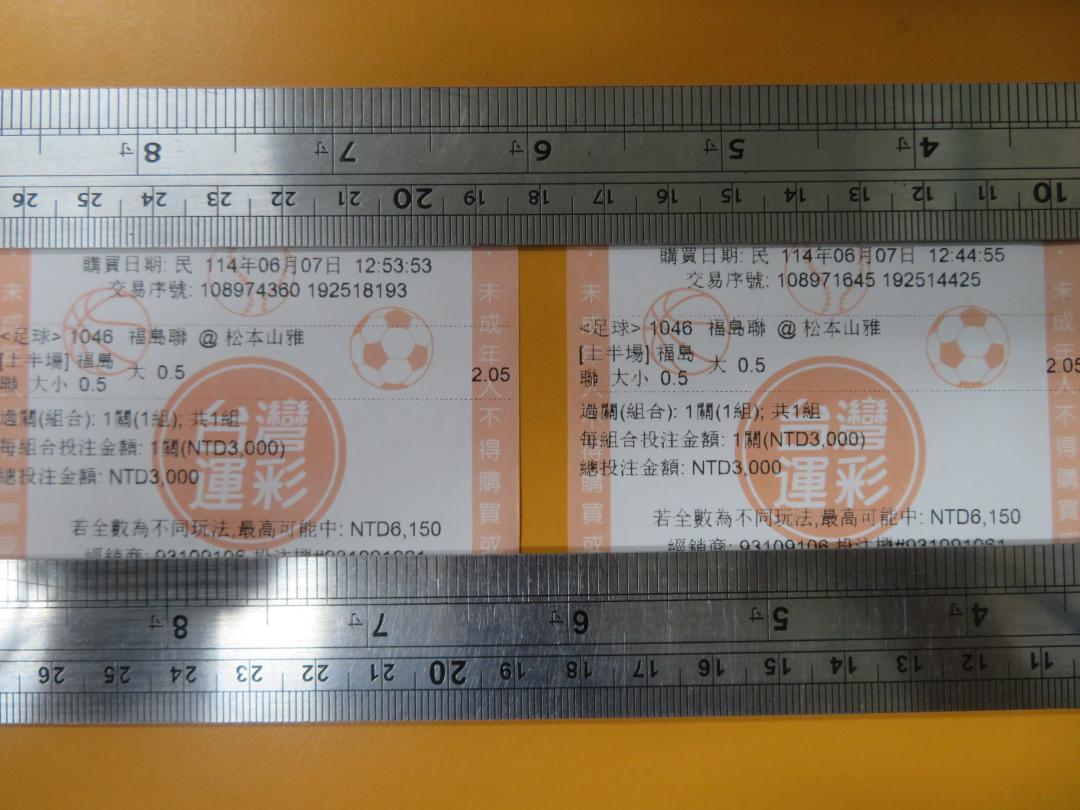 寸 8 寸 7 寸 6 寸 5 寸 4
26 25 24 23 22 21 20 19 18 17 16 15 14 13 12 11 10
購買日期: 民 114年06月07日 12:53:53
交易序號: 108974360 192518193
<足球> 1046 福島聯 @ 松本山雅
[上半場] 福島
聯 大小 0.5
大 0.5
2.05
過關(組合): 1關(1組); 共1組
每組合投注金額: 1關(NTD3,000)
總投注金額: NTD3,000
若全數為不同玩法,最高可能中: NTD6,150
台灣
運彩
未成年人不得購買或
購買日期: 民 114年06月07日 12:44:55
交易序號: 108971645 192514425
<足球> 1046 福島聯 @ 松本山雅
[上半場] 福島
聯 大小 0.5
大 0.5
2.05
過關(組合): 1關(1組); 共1組
每組合投注金額: 1關(NTD3,000)
總投注金額: NTD3,000
若全數為不同玩法,最高可能中: NTD6,150
經銷商: 93109106
台灣
運彩
未成年人不得購買
寸 8 寸 7 寸 6 寸 5 寸 4
26 25 24 23 22 21 20 19 18 17 16 15 14 13 12 11